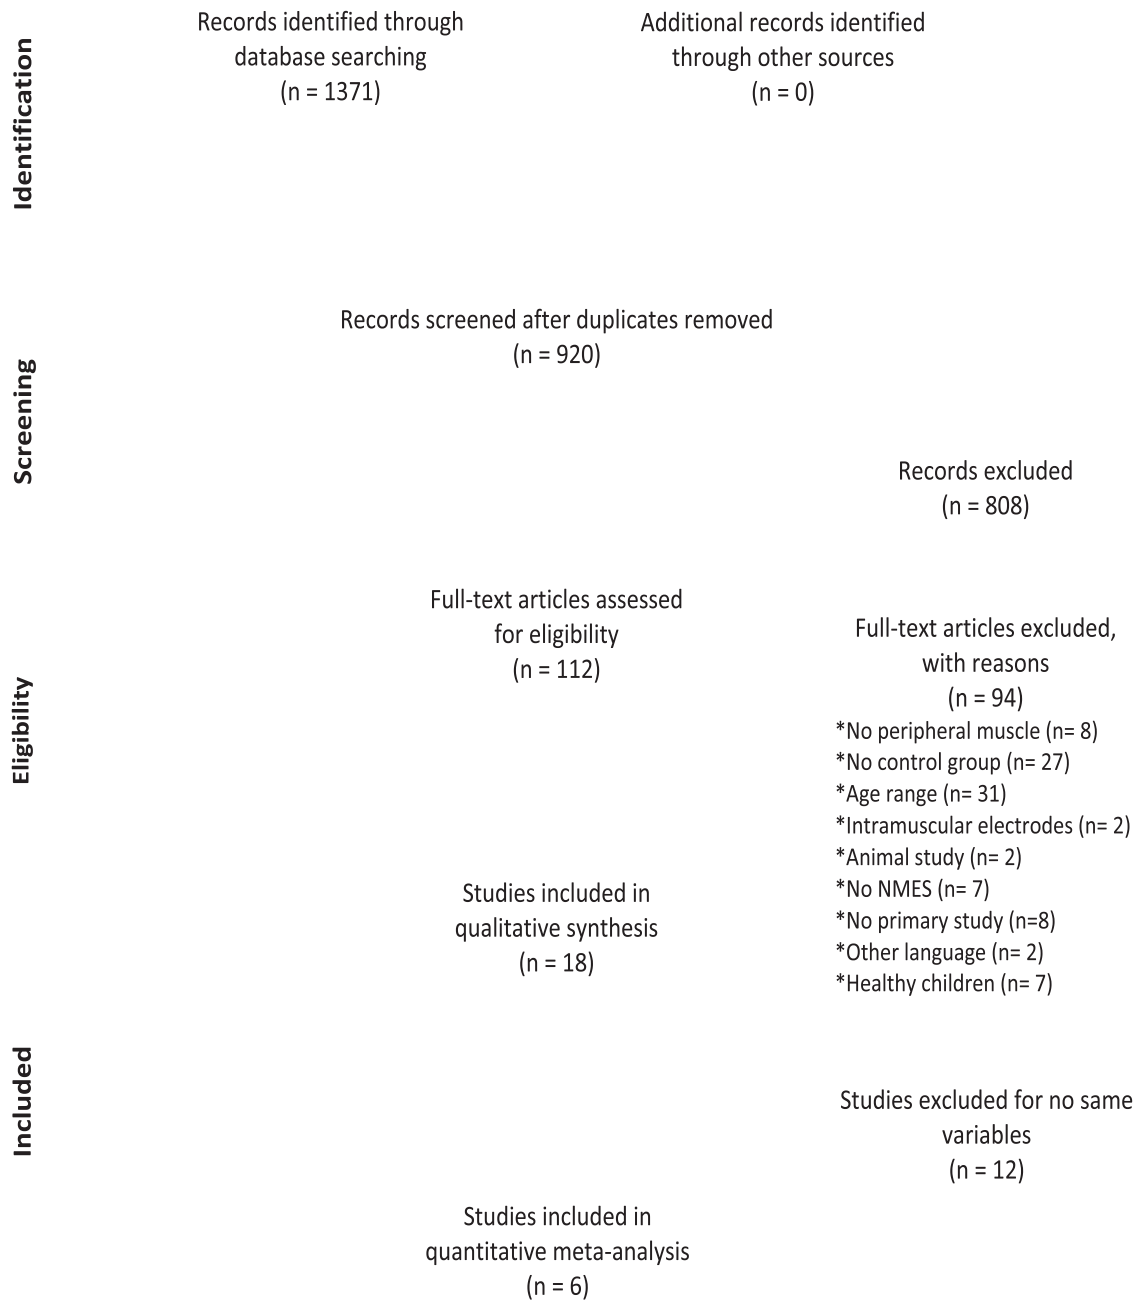 Identification
Records identified through
database searching
(n = 1371)
Additional records identified
through other sources
(n = 0)
Screening
Records screened after duplicates removed
(n = 920)
Records excluded
(n = 808)
Eligibility
Full-text articles assessed
for eligibility
(n = 112)
Full-text articles excluded,
with reasons
(n = 94)
*No peripheral muscle (n= 8)
*No control group (n= 27)
*Age range (n= 31)
*Intramuscular electrodes (n= 2)
*Animal study (n= 2)
*No NMES (n= 7)
*No primary study (n=8)
*Other language (n= 2)
*Healthy children (n= 7)
Studies included in
qualitative synthesis
(n = 18)
Included
Studies excluded for no same
variables
(n = 12)
Studies included in
quantitative meta-analysis
(n = 6)